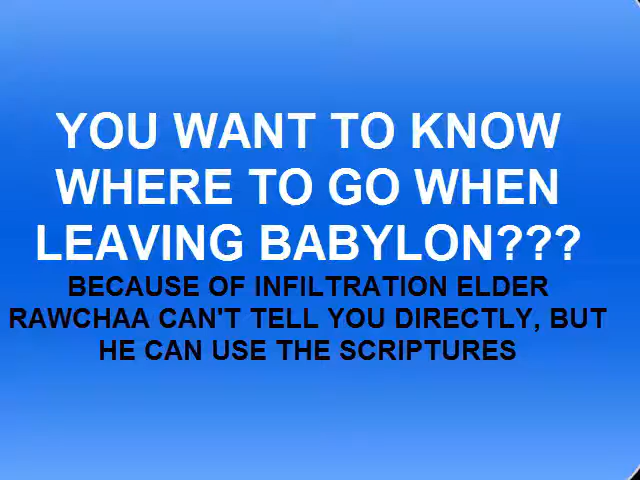 YOU WANT TO KNOW
WHERE TO GO WHEN
LEAVING BABYLON???
BECAUSE OF INFILTRATION ELDER
RAWCHAA CAN'T TELL YOU DIRECTLY, BUT
HE CAN USE THE SCRIPTURES